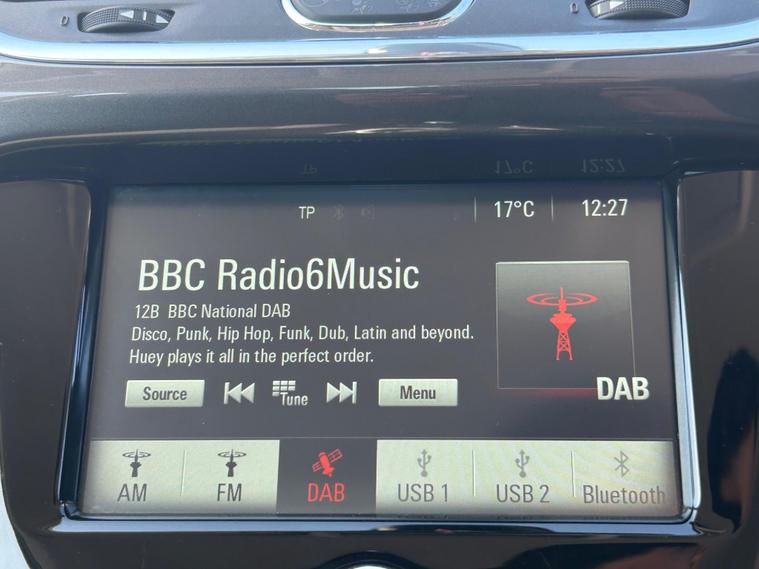 TP 17°C 12:27
BBC Radio6Music
12B BBC National DAB
Disco, Punk, Hip Hop, Funk, Dub, Latin and beyond.
Huey plays it all in the perfect order.
DAB
Source Tune Menu
AM FM DAB USB 1 USB 2 Bluetooth